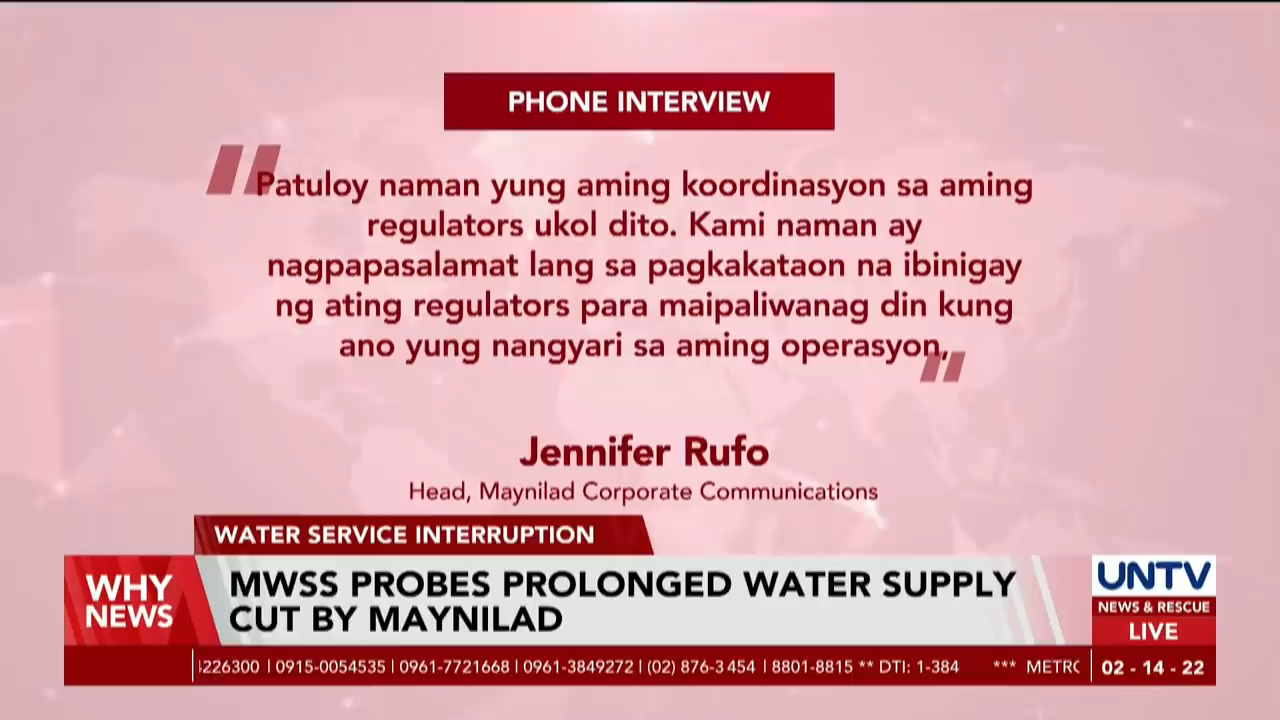 PHONE INTERVIEW
"Patuloy naman yung aming koordinasyon sa aming
regulators ukol dito. Kami naman ay
nagpapasalamat lang sa pagkakataon na ibinigay
ng ating regulators para maipaliwanag din kung
ano yung nangyari sa aming operasyon,"
Jennifer Rufo
Head, Maynilad Corporate Communications
WATER SERVICE INTERRUPTION
WHY
NEWS
MWSS PROBES PROLONGED WATER SUPPLY
CUT BY MAYNILAD
UNTV
NEWS & RESCUE
LIVE
226300 | 0915-0054535 | 0961-7721668 | 0961-3849272 | (02) 876-3 454 | 8801-8815 ** DTI: 1-384 *** METRO
02 - 14 - 22